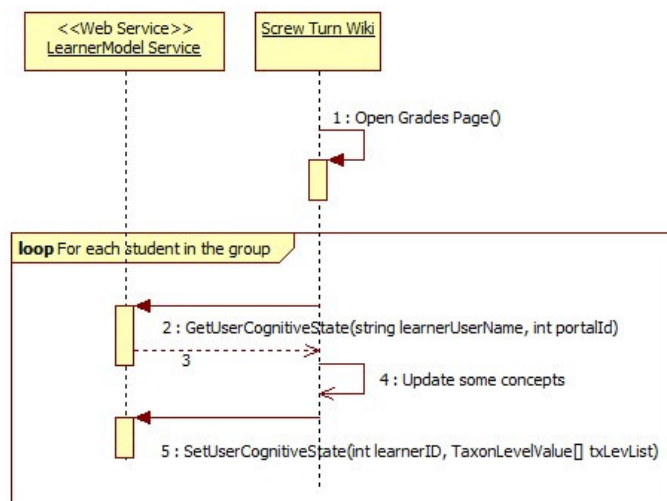 <<Web Service>>
LearnerModel Service
Screw Turn Wiki
1 : Open Grades Page()
loop For each student in the group
2 : GetUserCognitiveState(string learnerUserName, int portalId)
3
4 : Update some concepts
5 : SetUserCognitiveState(int learnerID, TaxonLevelValue[] txLevList)